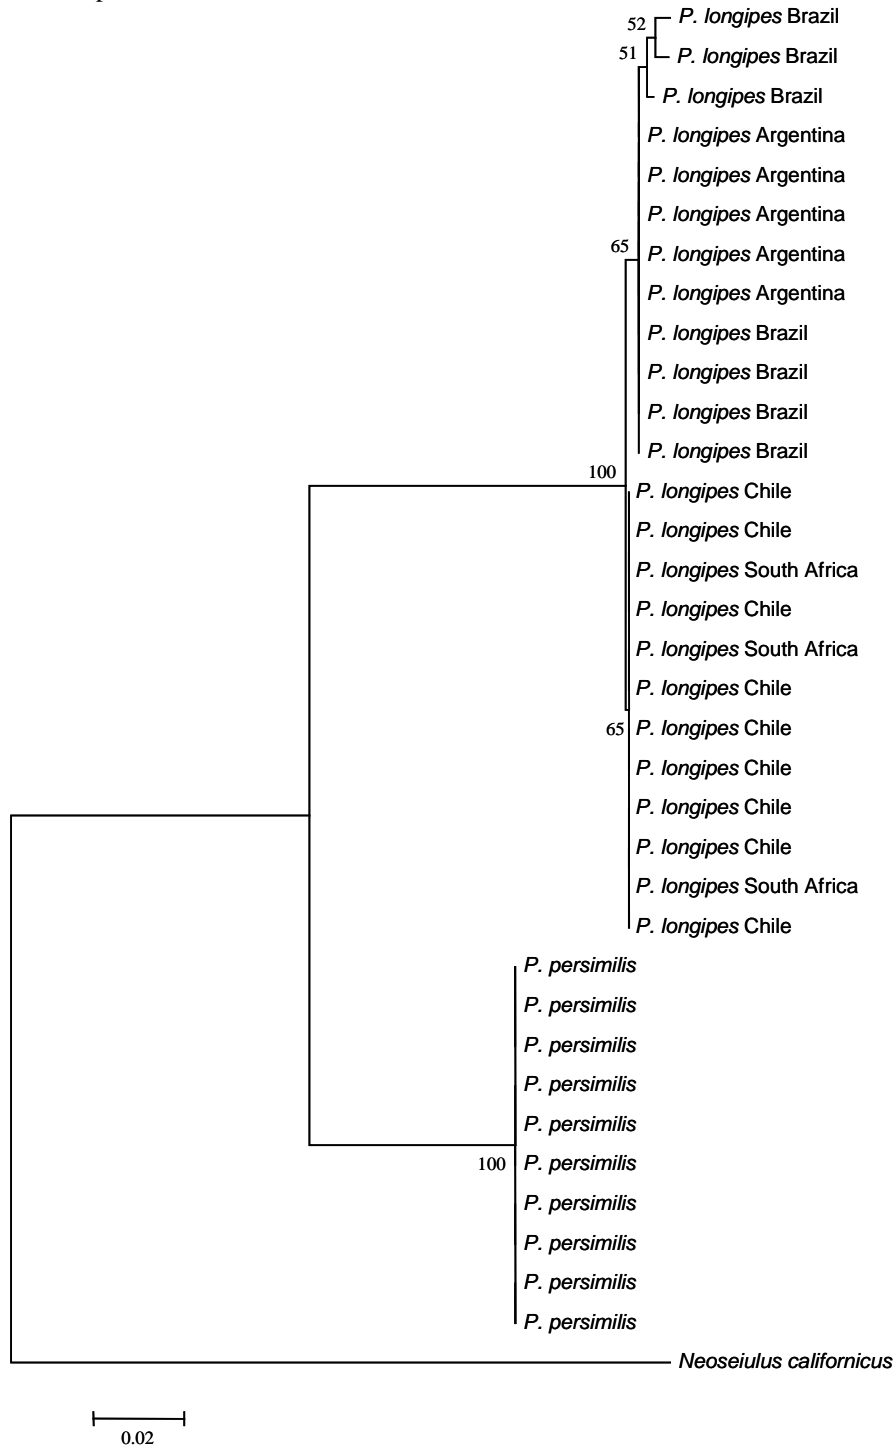 52
P. longipes Brazil
51
P. longipes Brazil
P. longipes Brazil
P. longipes Argentina
P. longipes Argentina
P. longipes Argentina
65
P. longipes Argentina
P. longipes Argentina
P. longipes Brazil
P. longipes Brazil
P. longipes Brazil
P. longipes Brazil
100
P. longipes Chile
P. longipes Chile
P. longipes South Africa
P. longipes Chile
P. longipes South Africa
P. longipes Chile
65
P. longipes Chile
P. longipes Chile
P. longipes Chile
P. longipes Chile
P. longipes South Africa
P. longipes Chile
P. persimilis
P. persimilis
P. persimilis
P. persimilis
P. persimilis
100
P. persimilis
P. persimilis
P. persimilis
P. persimilis
P. persimilis
Neoseiulus californicus
0.02